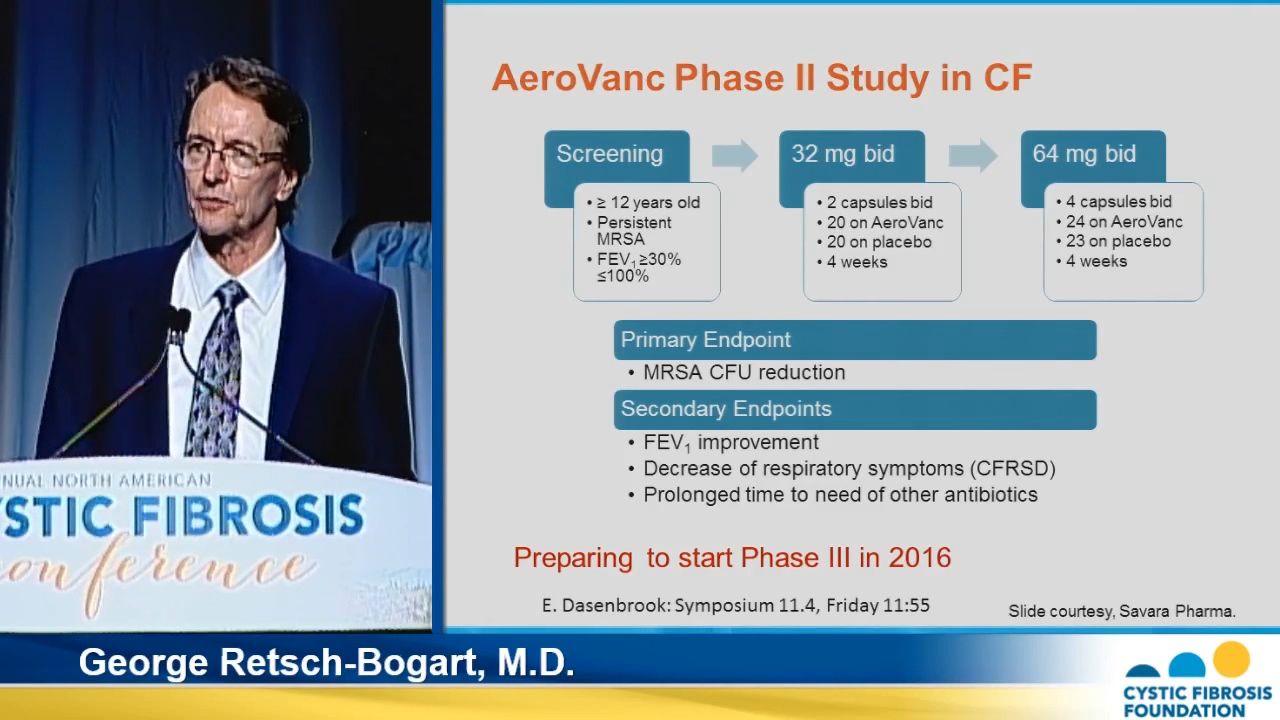 AeroVanc Phase II Study in CF
Screening
• ≥ 12 years old
• Persistent
MRSA
• FEV1 ≥30%
≤100%
32 mg bid
• 2 capsules bid
• 20 on AeroVanc
• 20 on placebo
• 4 weeks
64 mg bid
• 4 capsules bid
• 24 on AeroVanc
• 23 on placebo
• 4 weeks
Primary Endpoint
• MRSA CFU reduction
Secondary Endpoints
• FEV1 improvement
• Decrease of respiratory symptoms (CFRSD)
• Prolonged time to need of other antibiotics
Preparing to start Phase III in 2016
E. Dasenbrook: Symposium 11.4, Friday 11:55
Slide courtesy, Savara Pharma.
NUAL NORTH AMERICAN
YSTIC FIBROSIS
conference
George Retsch-Bogart, M.D.
CYSTIC FIBROSIS
FOUNDATION